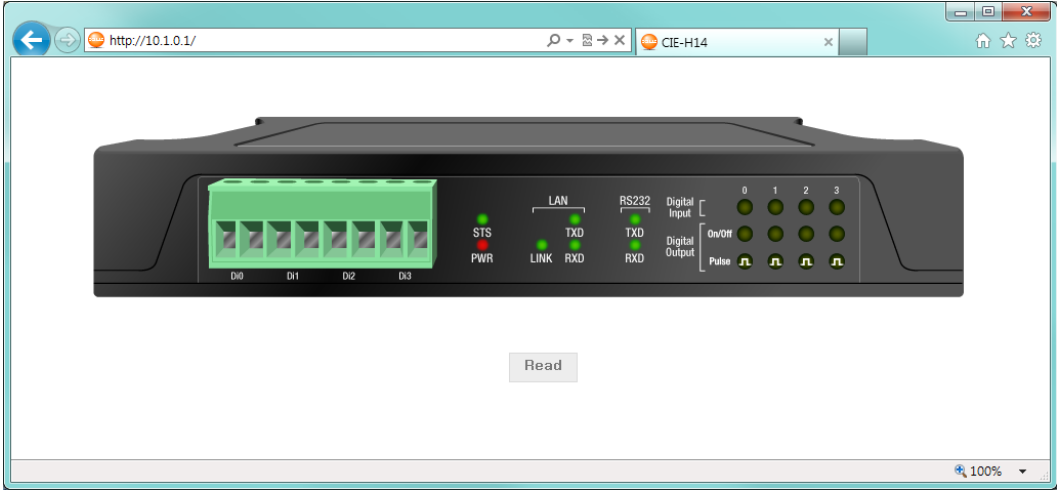 http://10.1.0.1/
CIE-H14
LAN
RS232
Digital Input
0 1 2 3
STS
TXD
TXD
Digital Output
On/Off
PWR
LINK
RXD
RXD
Pulse
Di0 Di1 Di2 Di3
Read
100%